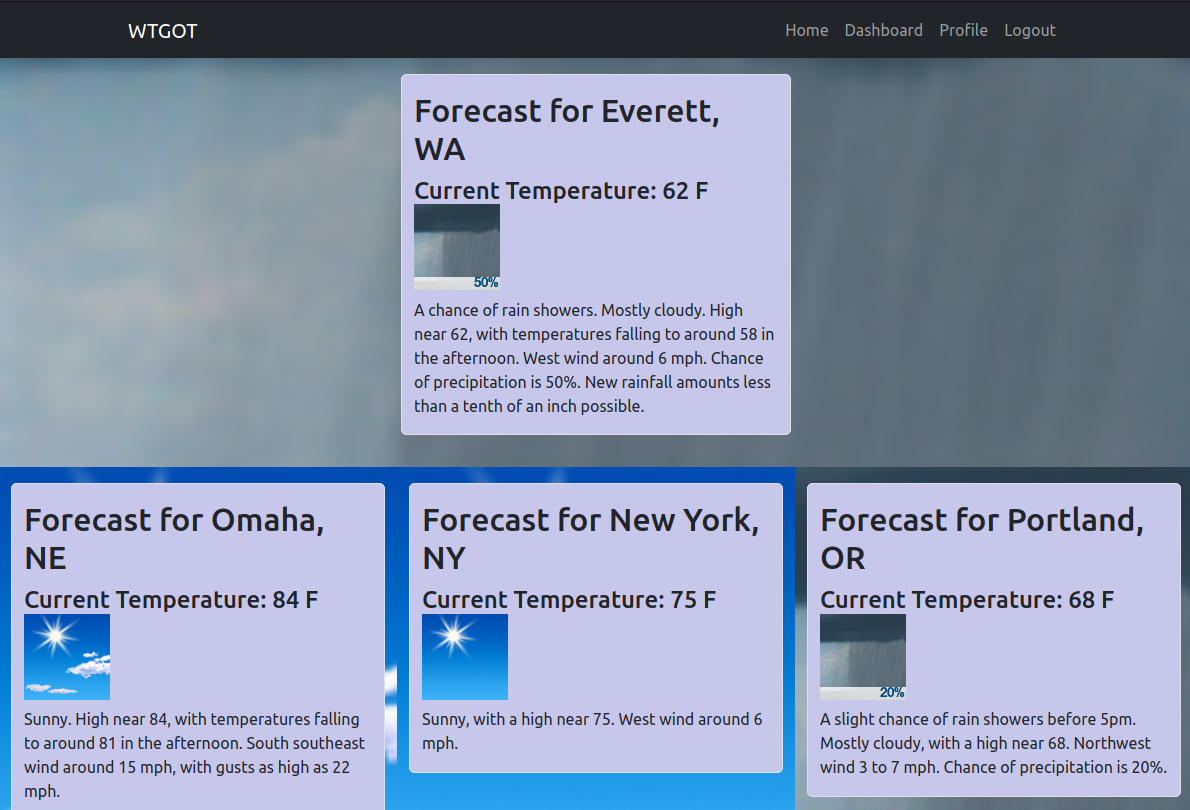 WTGOT
Home Dashboard Profile Logout
Forecast for Everett,
WA
Current Temperature: 62 F
50%
A chance of rain showers. Mostly cloudy. High
near 62, with temperatures falling to around 58 in
the afternoon. West wind around 6 mph. Chance
of precipitation is 50%. New rainfall amounts less
than a tenth of an inch possible.
Forecast for Omaha,
NE
Current Temperature: 84 F
Sunny. High near 84, with temperatures falling
to around 81 in the afternoon. South southeast
wind around 15 mph, with gusts as high as 22
mph.
Forecast for New York,
NY
Current Temperature: 75 F
Sunny, with a high near 75. West wind around 6
mph.
Forecast for Portland,
OR
Current Temperature: 68 F
20%
A slight chance of rain showers before 5pm.
Mostly cloudy, with a high near 68. Northwest
wind 3 to 7 mph. Chance of precipitation is 20%.